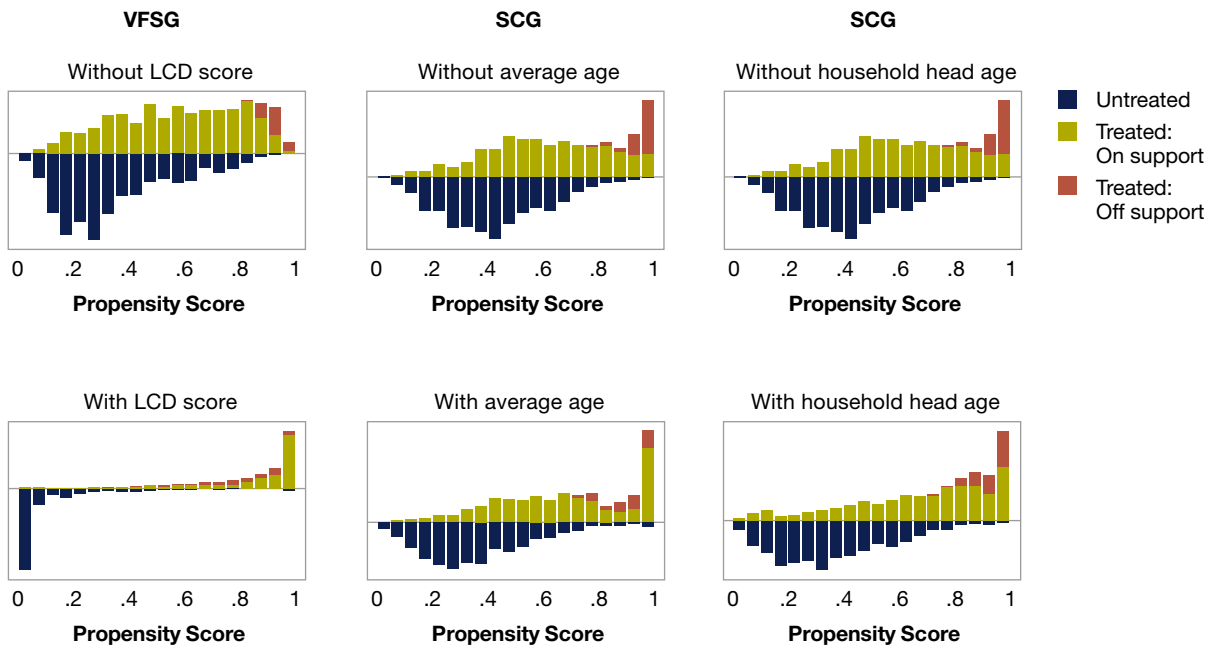 VFSG
SCG
SCG
Without LCD score
Without average age
Without household head age
Untreated
Treated:
On support
Treated:
Off support
0 .2 .4 .6 .8 1
0 .2 .4 .6 .8 1
0 .2 .4 .6 .8 1
Propensity Score
Propensity Score
Propensity Score
With LCD score
With average age
With household head age
0 .2 .4 .6 .8 1
0 .2 .4 .6 .8 1
0 .2 .4 .6 .8 1
Propensity Score
Propensity Score
Propensity Score